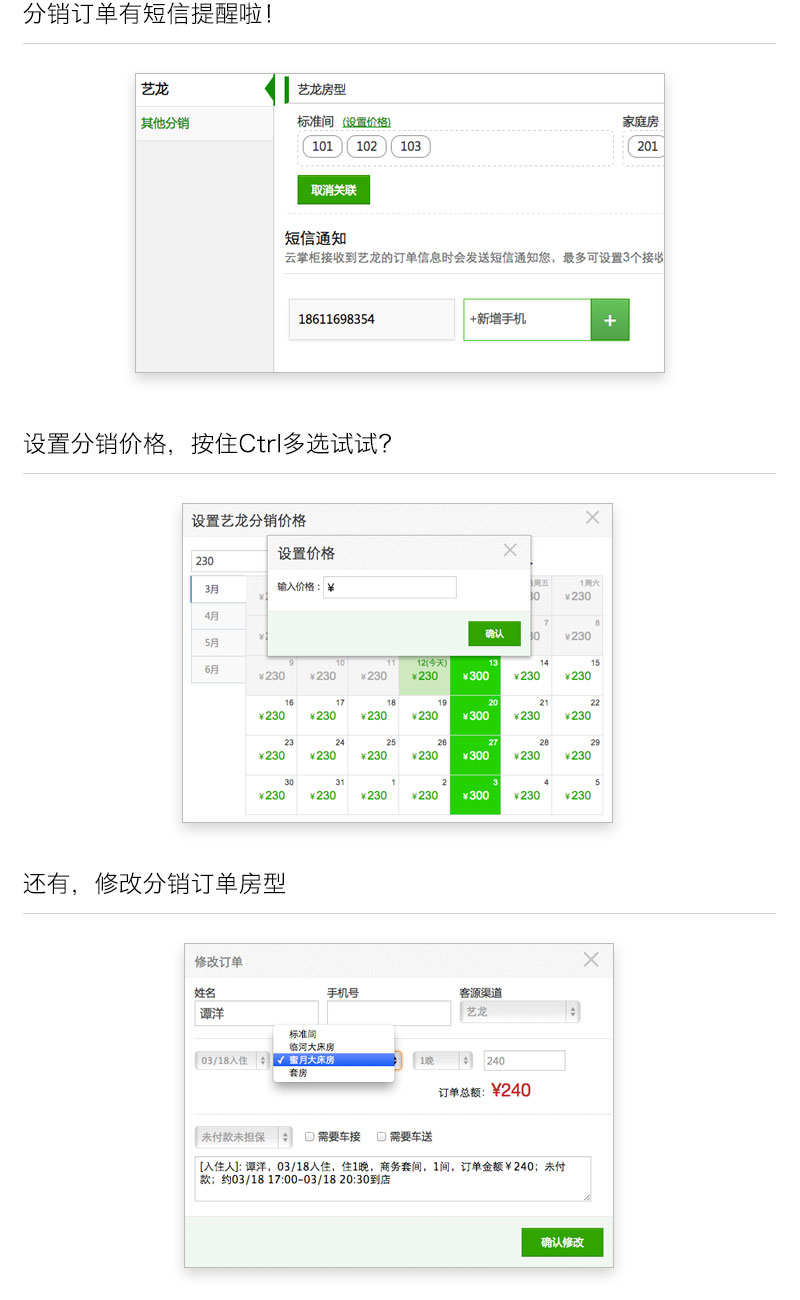 分销订单有短信提醒啦！
艺龙
艺龙房型
其他分销
标准间 (设置价格)
家庭房
101 102 103
201
取消关联
短信通知
云掌柜接收到艺龙的订单信息时会发送短信通知您，最多可设置3个接收
18611698354
+新增手机
+
设置分销价格，按住Ctrl多选试试？
设置艺龙分销价格
230
设置价格
输入价格：¥
确认
3月
4月
5月
6月
1周六
¥230
7
8
¥230
9 10 11 12(今天) 13 14 15
¥230 ¥230 ¥230 ¥230 ¥300 ¥230 ¥230
16 17 18 19 20 21 22
¥230 ¥230 ¥230 ¥230 ¥300 ¥230 ¥230
23 24 25 26 27 28 29
¥230 ¥230 ¥230 ¥230 ¥300 ¥230 ¥230
30 31 1 2 3 4 5
¥230 ¥230 ¥230 ¥230 ¥300 ¥230 ¥230
还有，修改分销订单房型
修改订单
姓名 手机号 客源渠道
谭洋 艺龙
标准间
临河大床房
03/18入住 ✓蜜月大床房 1晚 240
套房
订单总额：¥240
未付款未担保 需要车接 需要车送
[入住人]: 谭洋，03/18入住，住1晚，商务套间，1间，订单金额￥240；未付
款；约03/18 17:00-03/18 20:30到店
确认修改